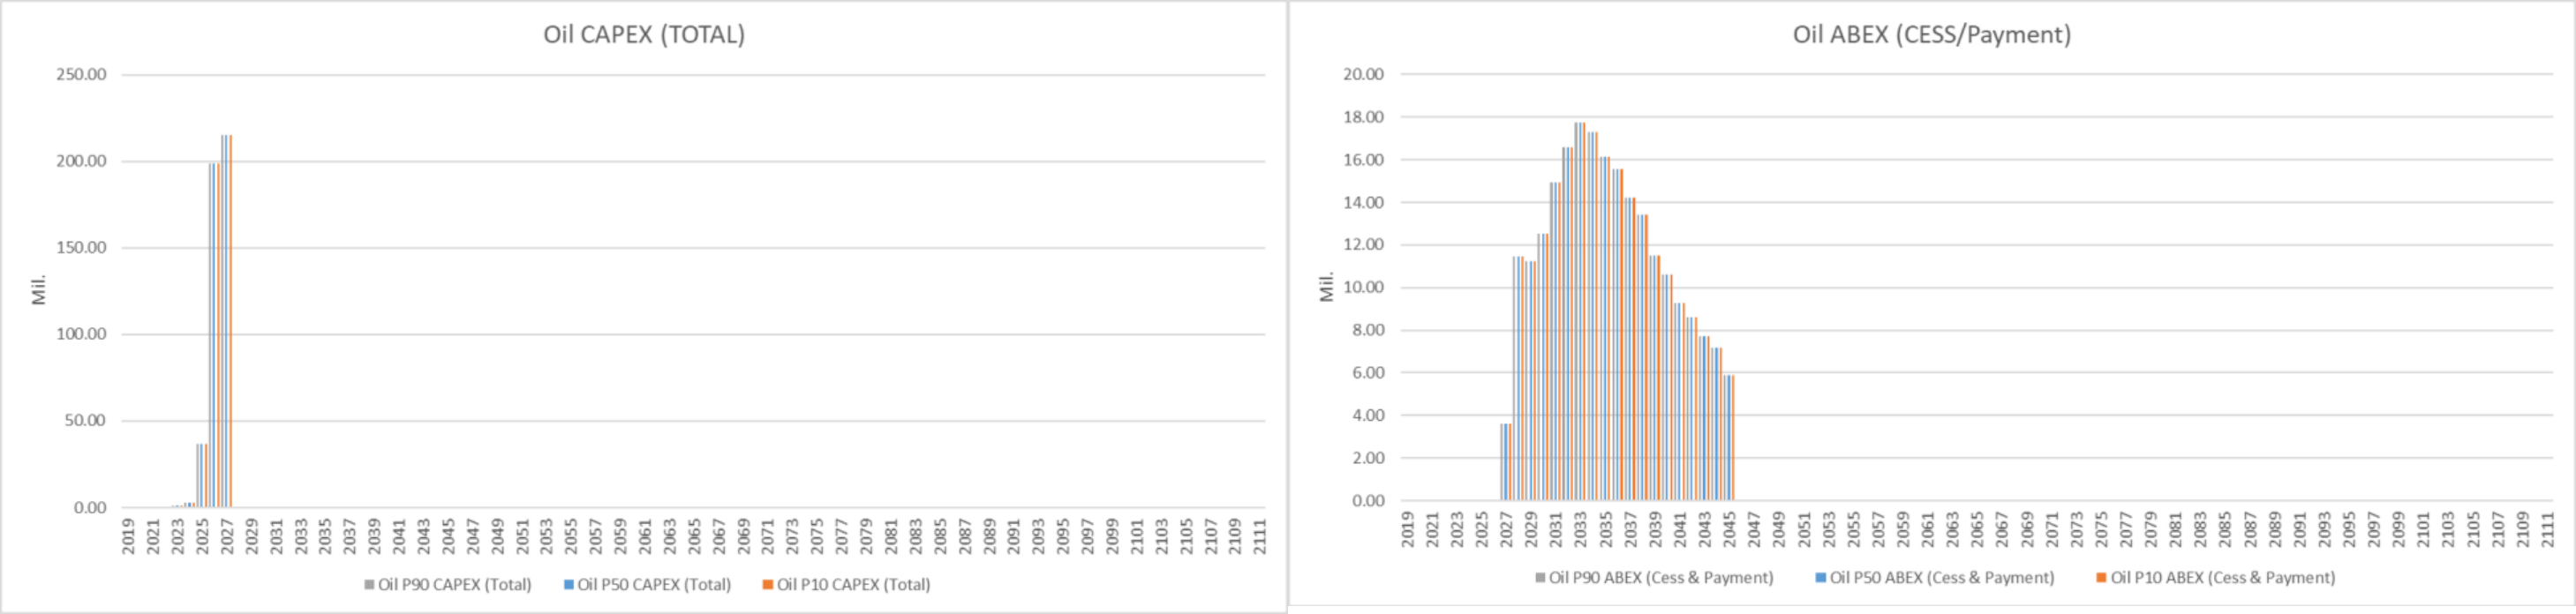 Oil CAPEX (TOTAL)
250.00
200.00
150.00
100.00
50.00
0.00
Mil.
2019 2021 2023 2025 2027 2029 2031 2033 2035 2037 2039 2041 2043 2045 2047 2049 2051 2053 2055 2057 2059 2061 2063 2065 2067 2069 2071 2073 2075 2077 2079 2081 2083 2085 2087 2089 2091 2093 2095 2097 2099 2101 2103 2105 2107 2109 2111
Oil P90 CAPEX (Total) Oil P50 CAPEX (Total) Oil P10 CAPEX (Total)
Oil ABEX (CESS/Payment)
20.00
18.00
16.00
14.00
12.00
10.00
8.00
6.00
4.00
2.00
0.00
Mil.
2019 2021 2023 2025 2027 2029 2031 2033 2035 2037 2039 2041 2043 2045 2047 2049 2051 2053 2055 2057 2059 2061 2063 2065 2067 2069 2071 2073 2075 2077 2079 2081 2083 2085 2087 2089 2091 2093 2095 2097 2099 2101 2103 2105 2107 2109 2111
Oil P90 ABEX (Cess & Payment) Oil P50 ABEX (Cess & Payment) Oil P10 ABEX (Cess & Payment)